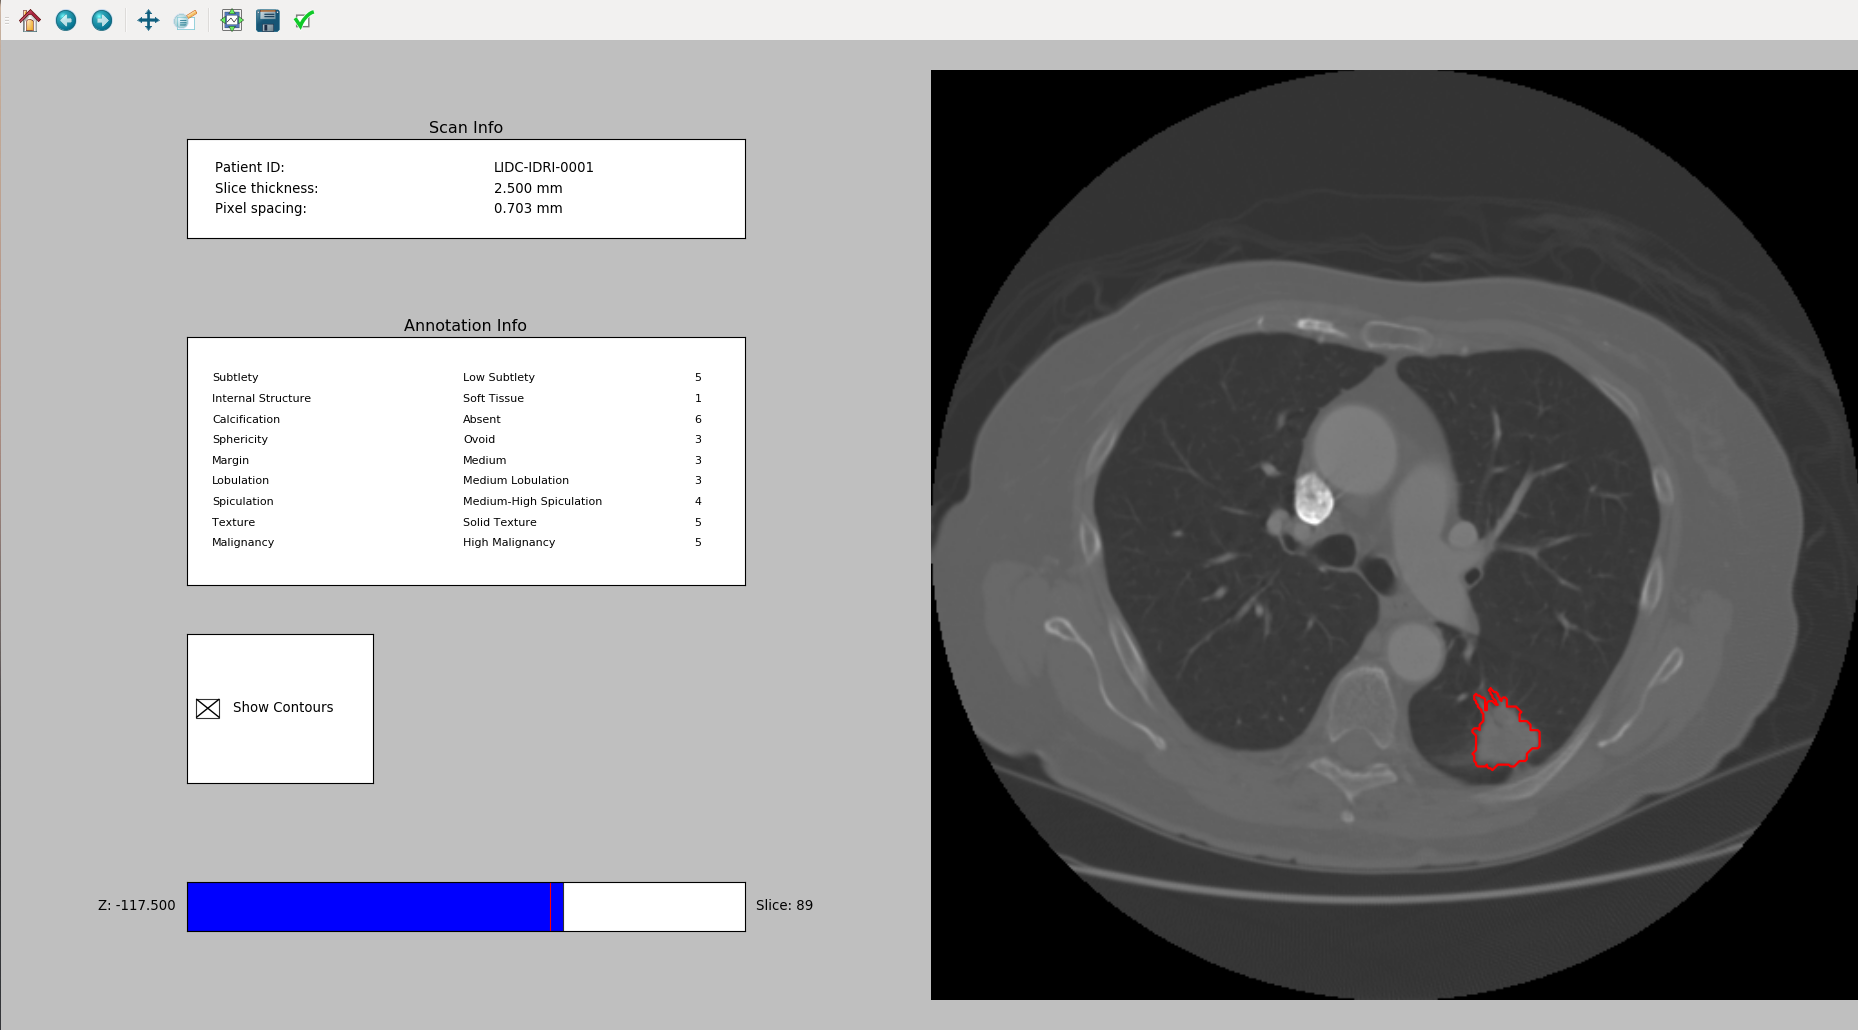 Scan Info
Patient ID: LIDC-IDRI-0001
Slice thickness: 2.500 mm
Pixel spacing: 0.703 mm
Annotation Info
Subtlety Low Subtlety 5
Internal Structure Soft Tissue 1
Calcification Absent 6
Sphericity Ovoid 3
Margin Medium 3
Lobulation Medium Lobulation 3
Spiculation Medium-High Spiculation 4
Texture Solid Texture 5
Malignancy High Malignancy 5
Show Contours
Z: -117.500 Slice: 89